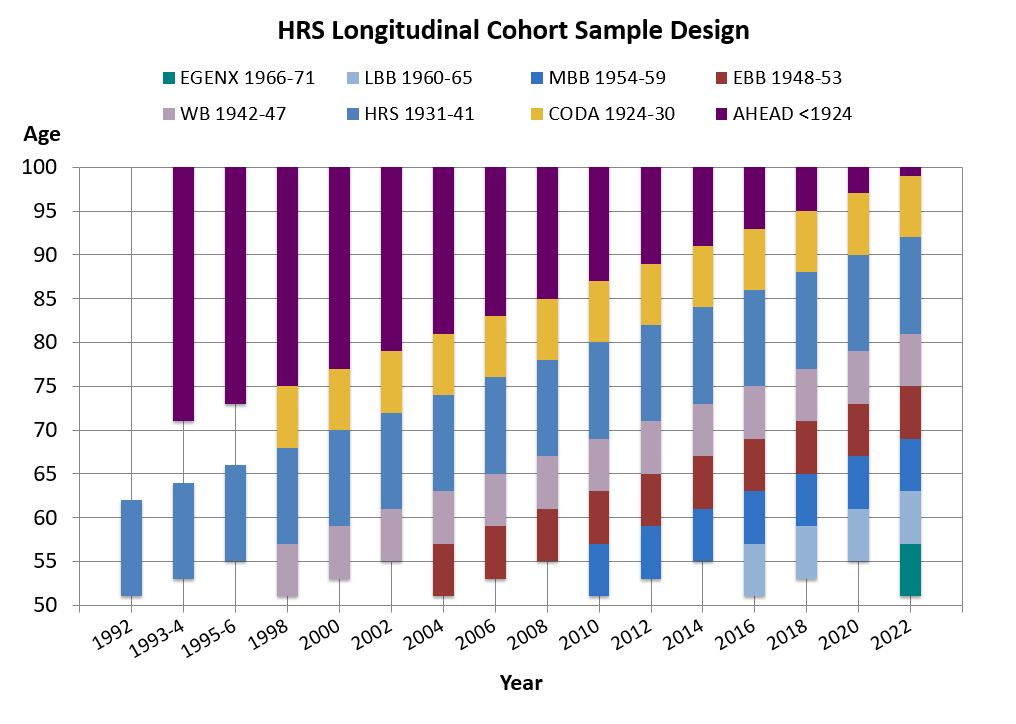 HRS Longitudinal Cohort Sample Design
EGENX 1966-71 LBB 1960-65 MBB 1954-59 EBB 1948-53
WB 1942-47 HRS 1931-41 CODA 1924-30 AHEAD <1924
Age
100
95
90
85
80
75
70
65
60
55
50
1992 1993-4 1995-6 1998 2000 2002 2004 2006 2008 2010 2012 2014 2016 2018 2020 2022
Year